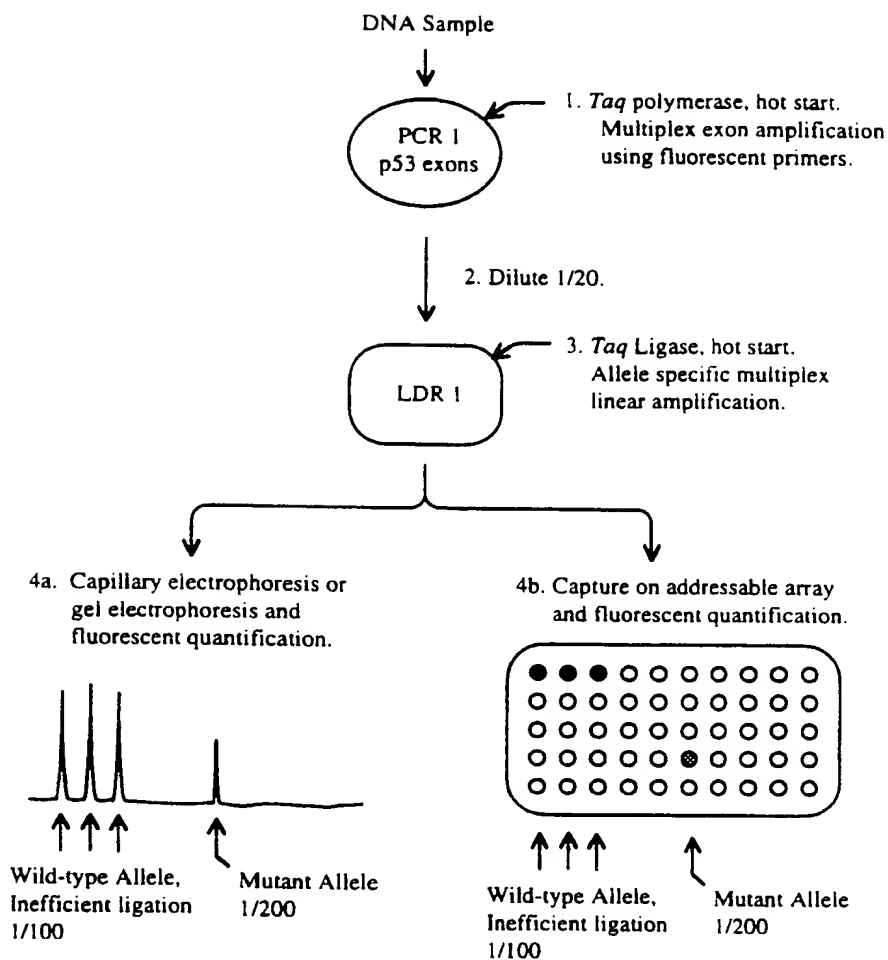 DNA Sample
PCR 1
p53 exons
1. Taq polymerase, hot start.
Multiplex exon amplification
using fluorescent primers.
2. Dilute 1/20.
LDR 1
3. Taq Ligase, hot start.
Allele specific multiplex
linear amplification.
4a. Capillary electrophoresis or
gel electrophoresis and
fluorescent quantification.
Wild-type Allele,
Inefficient ligation
1/100
Mutant Allele
1/200
4b. Capture on addressable array
and fluorescent quantification.
Wild-type Allele,
Inefficient ligation
1/100
Mutant Allele
1/200